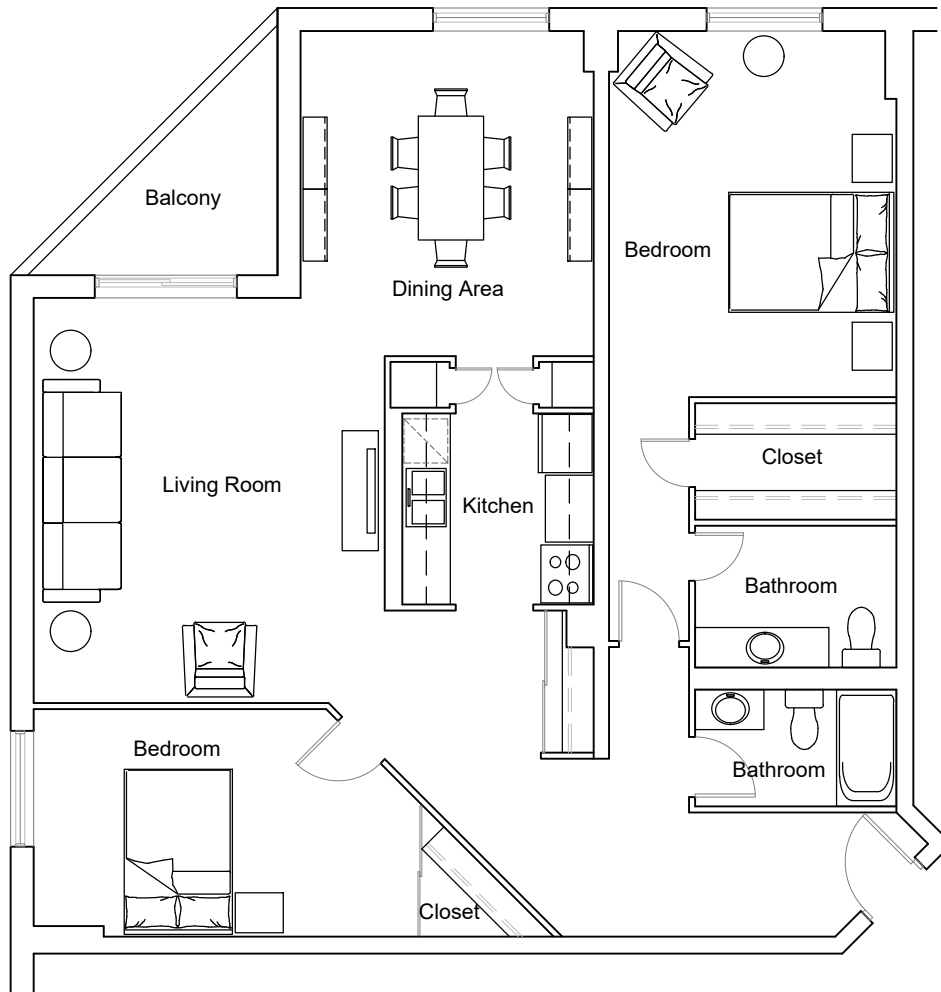 Balcony
Bedroom
Dining Area
Closet
Living Room
Kitchen
Bathroom
Bedroom
Bathroom
Closet